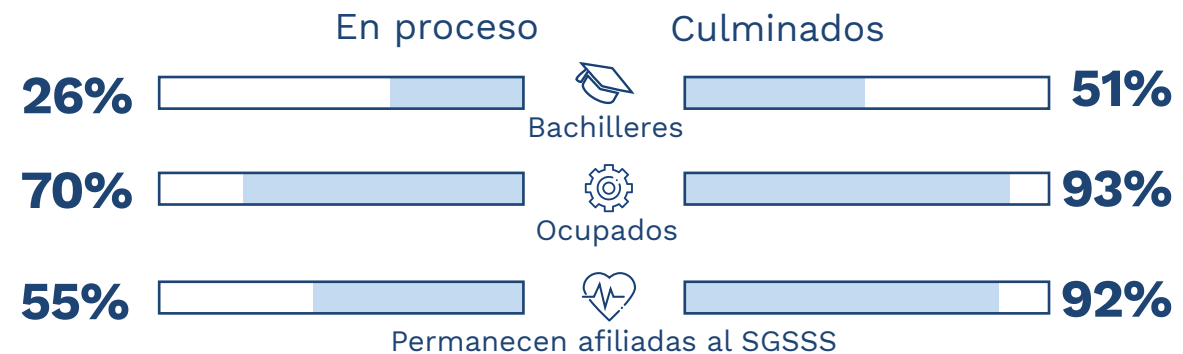 En proceso Culminados
26% 51%
Bachilleres
70% 93%
Ocupados
55% 92%
Permanecen afiliadas al SGSSS